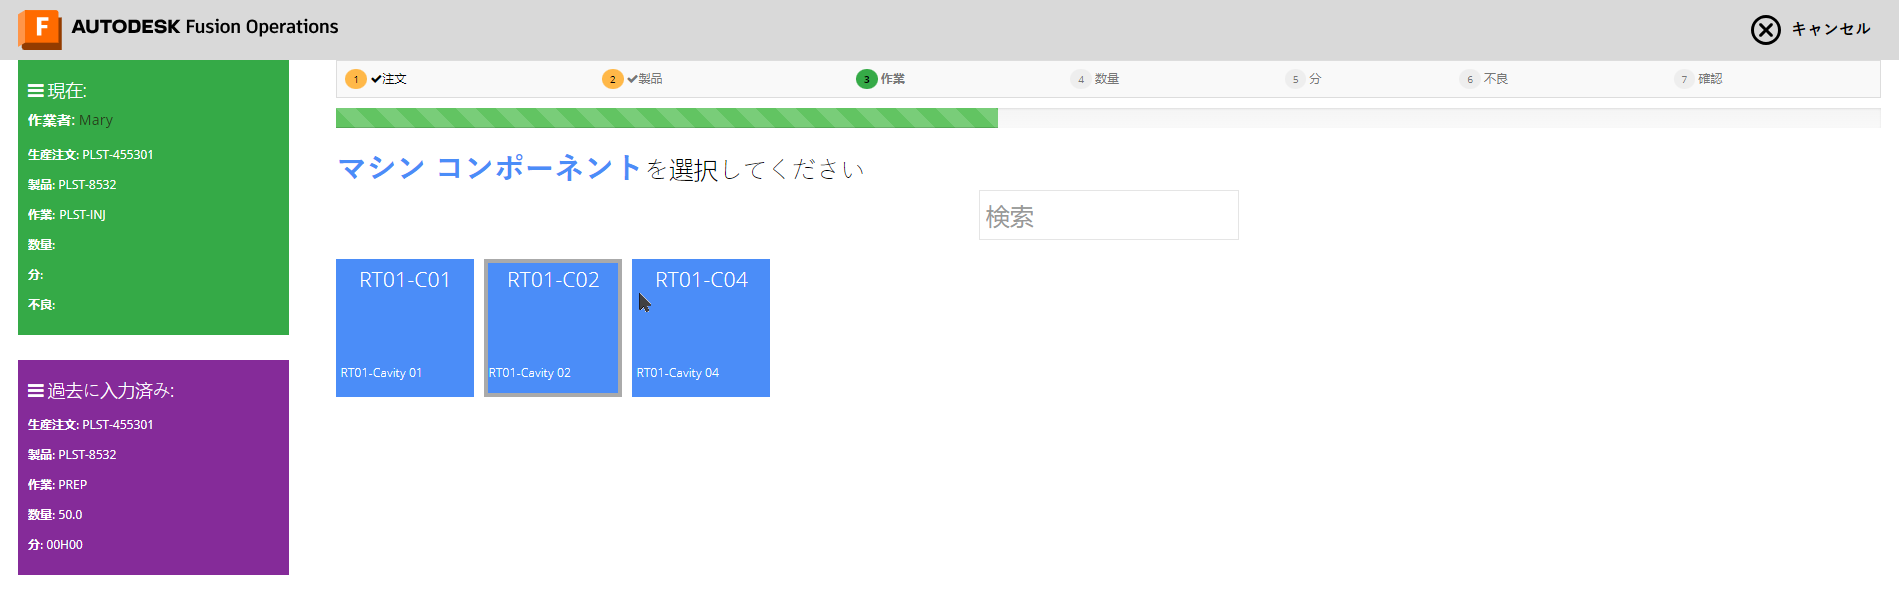 F AUTODESK Fusion Operations
キャンセル
現在:
作業者: Mary
生産注文: PLST-455301
製品: PLST-8532
作業: PLST-INJ
数量:
分:
不良:
過去に入力済み:
生産注文: PLST-455301
製品: PLST-8532
作業: PREP
数量: 50.0
分: 00H00
1 ✔注文 2 ✔製品 3 作業 4 数量 5 分 6 不良 7 確認
マシン コンポーネントを選択してください
検索
RT01-C01
RT01-Cavity 01
RT01-C02
RT01-Cavity 02
RT01-C04
RT01-Cavity 04